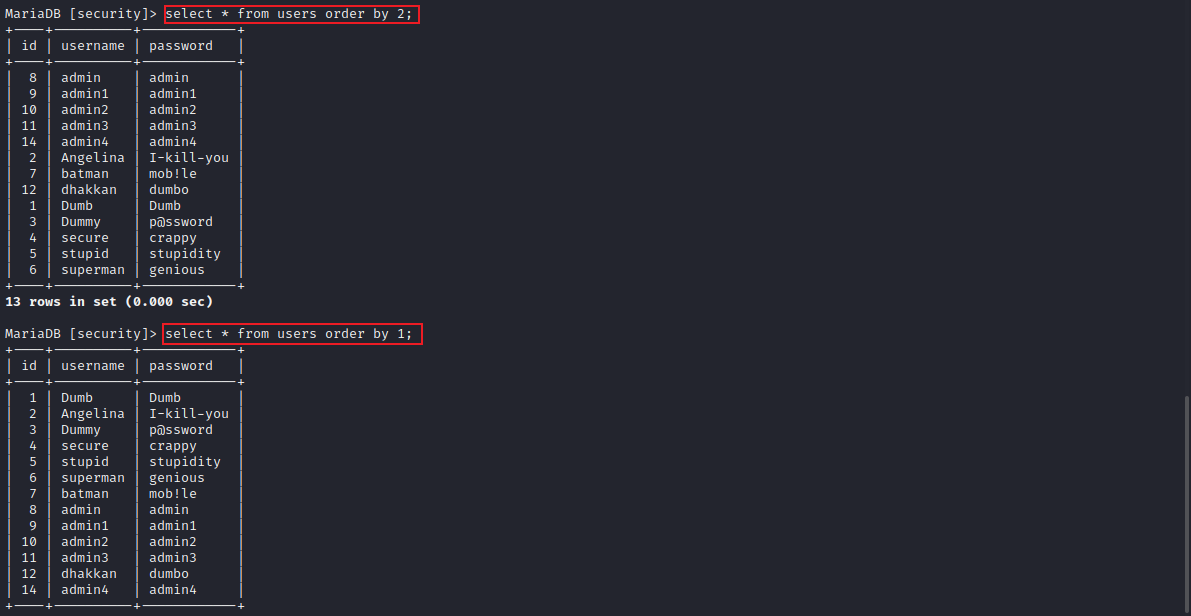 MariaDB [security]> select * from users order by 2;
+----+----------+------------+
| id | username | password   |
+----+----------+------------+
|  8 | admin    | admin      |
|  9 | admin1   | admin1     |
| 10 | admin2   | admin2     |
| 11 | admin3   | admin3     |
| 14 | admin4   | admin4     |
|  2 | Angelina | I-kill-you |
|  7 | batman   | mob!le     |
| 12 | dhakkan  | dumbo      |
|  1 | Dumb     | Dumb       |
|  3 | Dummy    | p@ssword   |
|  4 | secure   | crappy     |
|  5 | stupid   | stupidity  |
|  6 | superman | genious    |
+----+----------+------------+
13 rows in set (0.000 sec)
MariaDB [security]> select * from users order by 1;
+----+----------+------------+
| id | username | password   |
+----+----------+------------+
|  1 | Dumb     | Dumb       |
|  2 | Angelina | I-kill-you |
|  3 | Dummy    | p@ssword   |
|  4 | secure   | crappy     |
|  5 | stupid   | stupidity  |
|  6 | superman | genious    |
|  7 | batman   | mob!le     |
|  8 | admin    | admin      |
|  9 | admin1   | admin1     |
| 10 | admin2   | admin2     |
| 11 | admin3   | admin3     |
| 12 | dhakkan  | dumbo      |
| 14 | admin4   | admin4     |
+----+----------+------------+